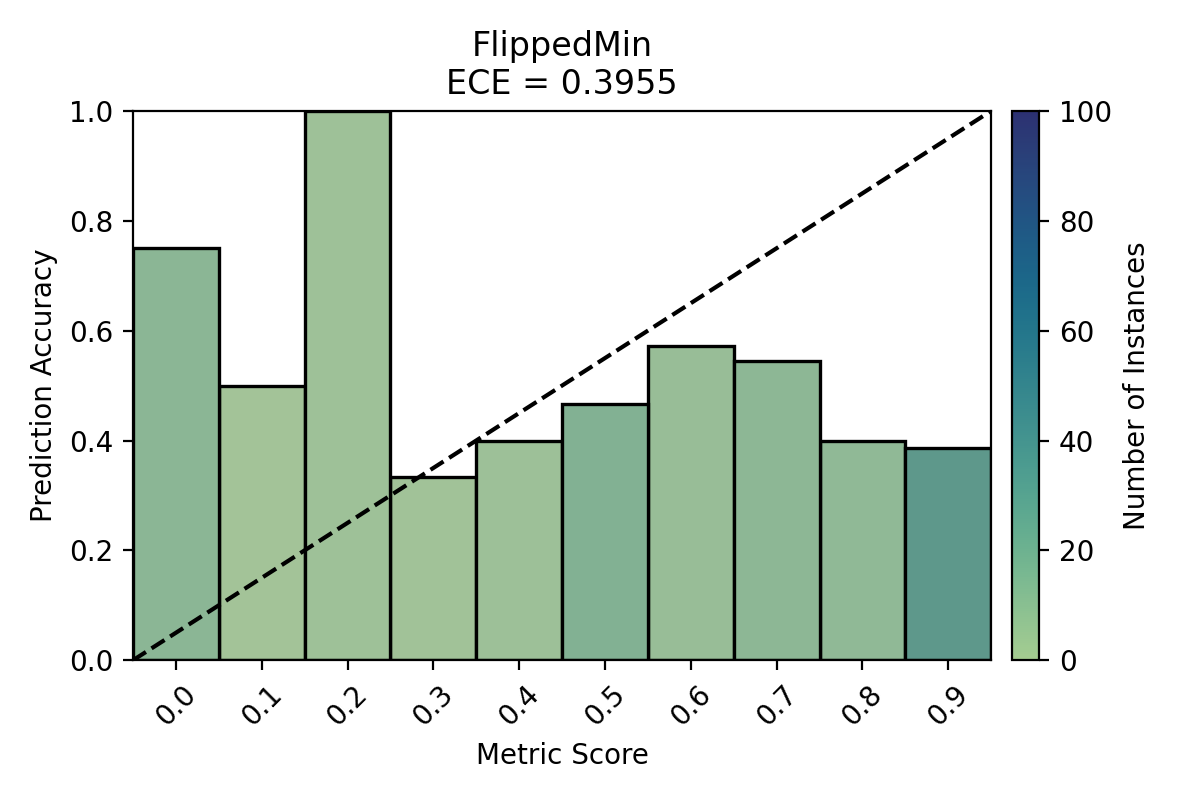 FlippedMin
ECE = 0.3955
1.0
0.8
0.6
0.4
0.2
0.0
Prediction Accuracy
0.0 0.1 0.2 0.3 0.4 0.5 0.6 0.7 0.8 0.9
Metric Score
100
80
60
40
20
0
Number of Instances